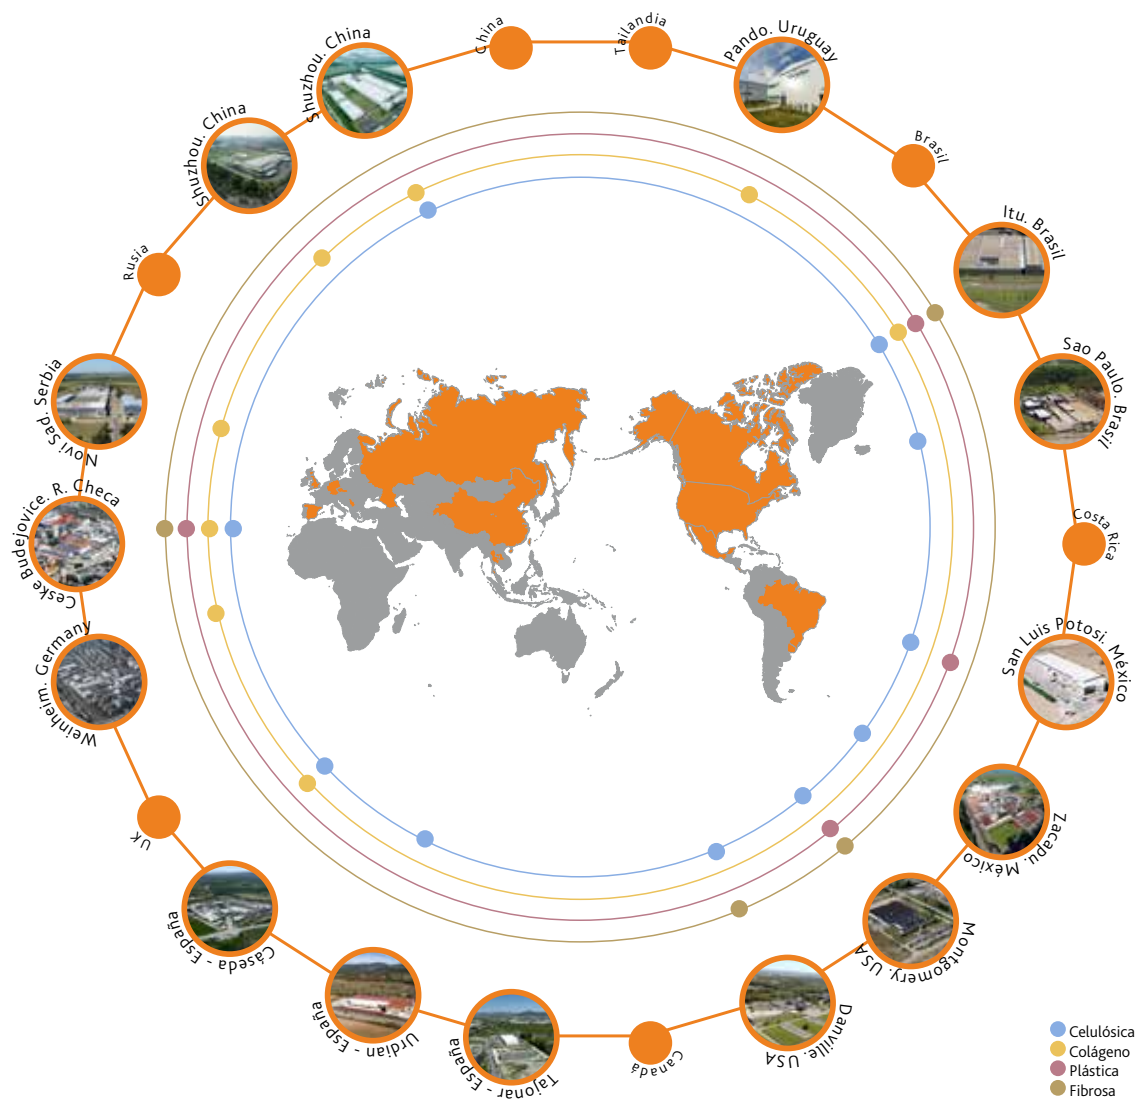 China
Tailandia
Pando. Uruguay
Brasil
Itu. Brasil
Sao Paulo. Brasil
Costa Rica
San Luis Potosi. México
Zacapu. México
Montgomery. USA
Danville. USA
Canadá
Tajonar - España
Urdian - España
Cáseda - España
UK
Weinheim. Germany
Ceske Budejovice. R. Checa
Novi Sad. Serbia
Rusia
Shuzhou. China
Shuzhou. China
Celulósica
Colágeno
Plástica
Fibrosa